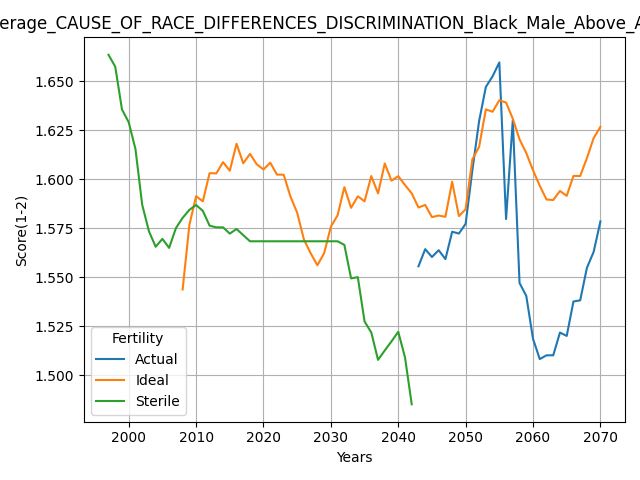 erage_CAUSE_OF_RACE_DIFFERENCES_DISCRIMINATION_Black_Male_Above_A
1.650
1.625
1.600
1.575
1.550
1.525
1.500
Score(1-2)
Fertility
Actual
Ideal
Sterile
2000 2010 2020 2030 2040 2050 2060 2070
Years